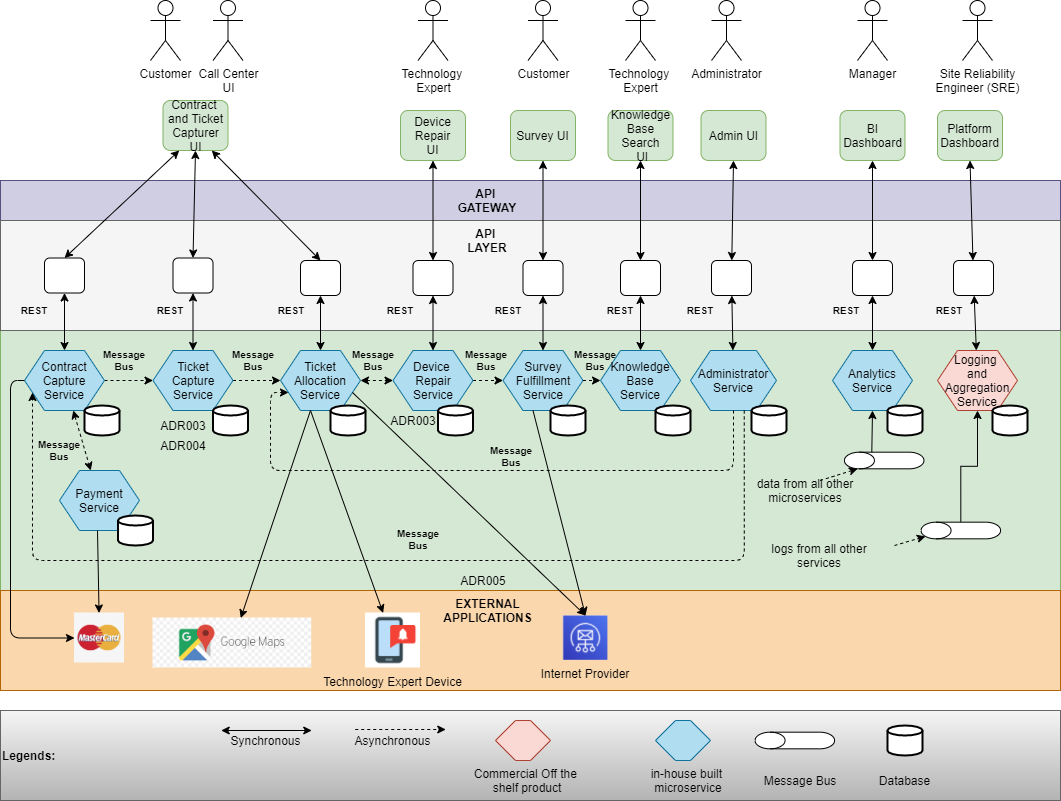 Customer
Call Center
UI
Technology
Expert
Customer
Technology
Expert
Administrator
Manager
Site Reliability
Engineer (SRE)
Contract
and Ticket
Capturer
UI
Device
Repair
UI
Survey UI
Knowledge
Base
Search
UI
Admin UI
BI
Dashboard
Platform
Dashboard
API
GATEWAY
API
LAYER
REST
REST
REST
REST
REST
REST
REST
REST
REST
Contract
Capture
Service
Message
Bus
Ticket
Capture
Service
Message
Bus
Ticket
Allocation
Service
Message
Bus
Device
Repair
Service
Message
Bus
Survey
Fulfillment
Service
Message
Bus
Knowledge
Base
Service
Administrator
Service
Analytics
Service
Logging
and
Aggregation
Service
ADR003
ADR004
ADR003
Message
Bus
Message
Bus
Payment
Service
data from all other
microservices
Message
Bus
logs from all other
services
ADR005
EXTERNAL
APPLICATIONS
MasterCard
G
Google Maps
Technology Expert Device
Internet Provider
Legends:
Synchronous
Asynchronous
Commercial Off the
shelf product
in-house built
microservice
Message Bus
Database